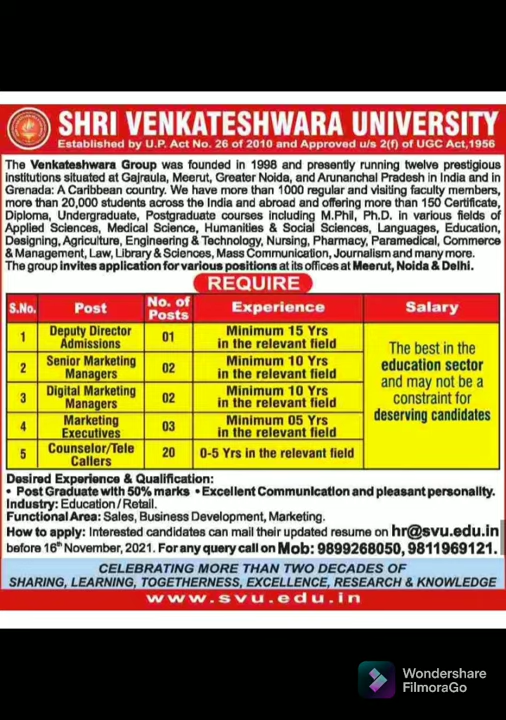 SHRI VENKATESHWARA UNIVERSITY
Established by U.P. Act No. 26 of 2010 and Approved u/s 2(f) of UGC Act,1956
The Venkateshwara Group was founded in 1998 and presently running twelve prestigious
institutions situated at Gajraula, Meerut, Greater Noida, and Arunanchal Pradesh in India and in
Grenada: A Caribbean country. We have more than 1000 regular and visiting faculty members,
more than 20,000 students across the India and abroad and offering more than 150 Certificate,
Diploma, Undergraduate, Postgraduate courses including M.Phil, Ph.D. in various fields of
Applied Sciences, Medical Science, Humanities & Social Sciences, Languages, Education,
Designing, Agriculture, Engineering & Technology, Nursing, Pharmacy, Paramedical, Commerce
& Management, Law, Library & Sciences, Mass Communication, Journalism and many more.
The group invites application for various positions at its offices at Meerut, Noida & Delhi.
REQUIRE
S.No. Post No. of Posts Experience Salary
1 Deputy Director Admissions 01 Minimum 15 Yrs in the relevant field
2 Senior Marketing Managers 02 Minimum 10 Yrs in the relevant field
3 Digital Marketing Managers 02 Minimum 10 Yrs in the relevant field
4 Marketing Executives 03 Minimum 05 Yrs in the relevant field
5 Counselor/Tele Callers 20 0-5 Yrs in the relevant field
The best in the
education sector
and may not be a
constraint for
deserving candidates
Desired Experience & Qualification:
• Post Graduate with 50% marks • Excellent Communication and pleasant personality.
Industry: Education / Retail.
Functional Area: Sales, Business Development, Marketing.
How to apply: Interested candidates can mail their updated resume on hr@svu.edu.in
before 16th November, 2021. For any query call on Mob: 9899268050, 9811969121.
CELEBRATING MORE THAN TWO DECADES OF
SHARING, LEARNING, TOGETHERNESS, EXCELLENCE, RESEARCH & KNOWLEDGE
www.svu.edu.in
Wondershare
FilmoraGo